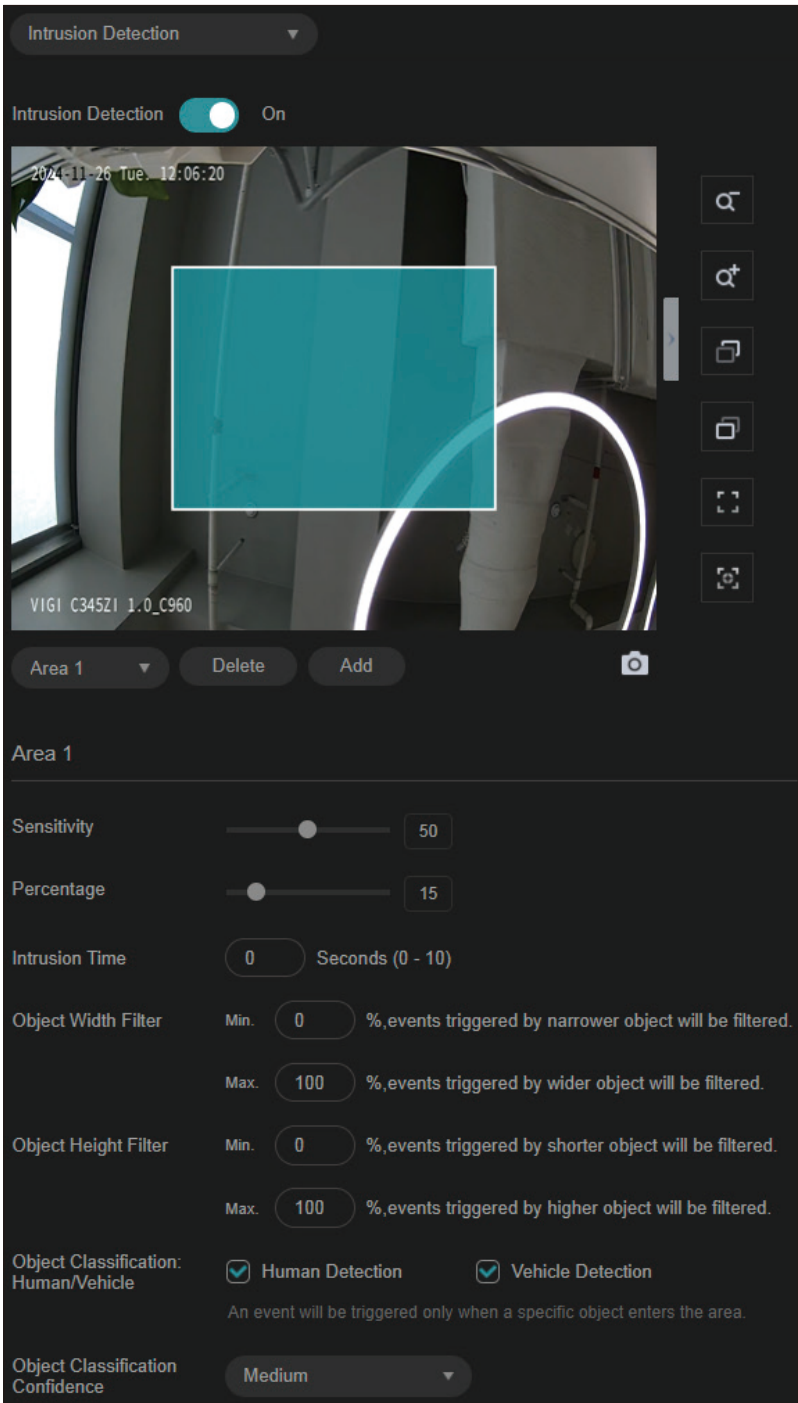 Intrusion Detection
Intrusion Detection On
2024-11-26 Tue. 12:06:20
VIGI C345ZI 1.0_C960
Area 1 Delete Add
Area 1
Sensitivity 50
Percentage 15
Intrusion Time 0 Seconds (0 - 10)
Object Width Filter Min. 0 %,events triggered by narrower object will be filtered.
Max. 100 %,events triggered by wider object will be filtered.
Object Height Filter Min. 0 %,events triggered by shorter object will be filtered.
Max. 100 %,events triggered by higher object will be filtered.
Object Classification:
Human/Vehicle
Human Detection Vehicle Detection
An event will be triggered only when a specific object enters the area.
Object Classification
Confidence
Medium